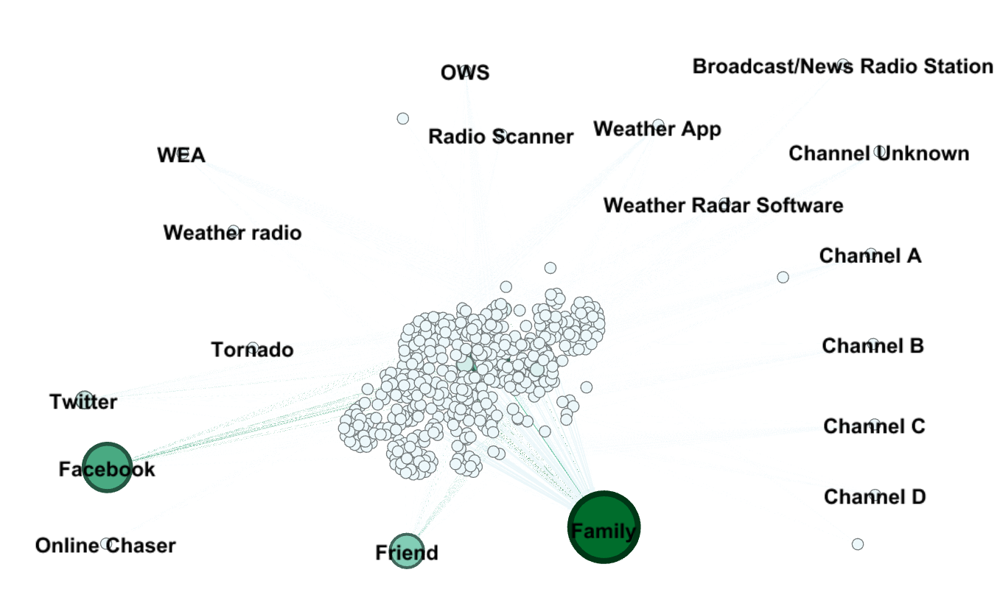 Broadcast/News Radio Station
OWS
Weather App
Radio Scanner
Channel Unknown
WEA
Weather Radar Software
Weather radio
Channel A
Channel B
Tornado
Twitter
Channel C
Facebook
Channel D
Family
Online Chaser
Friend